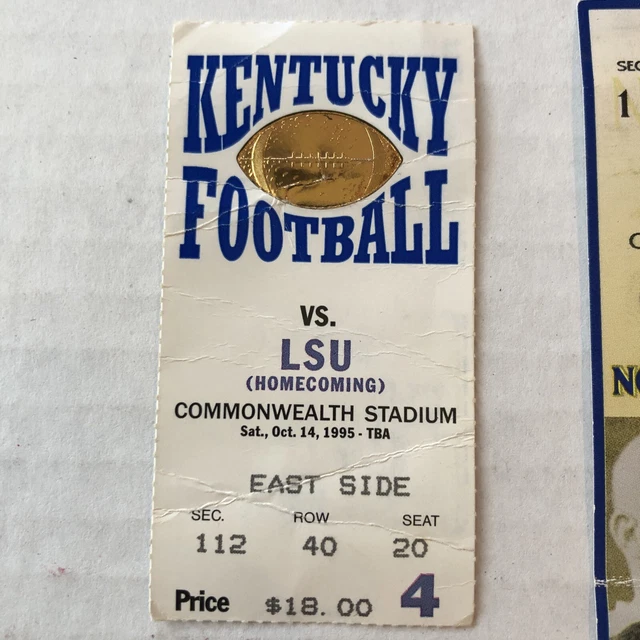 KENTUCKY
FOOTBALL
VS.
LSU
(HOMECOMING)
COMMONWEALTH STADIUM
Sat., Oct. 14, 1995 - TBA
EAST SIDE
SEC. ROW SEAT
112 40 20
Price $18.00 4